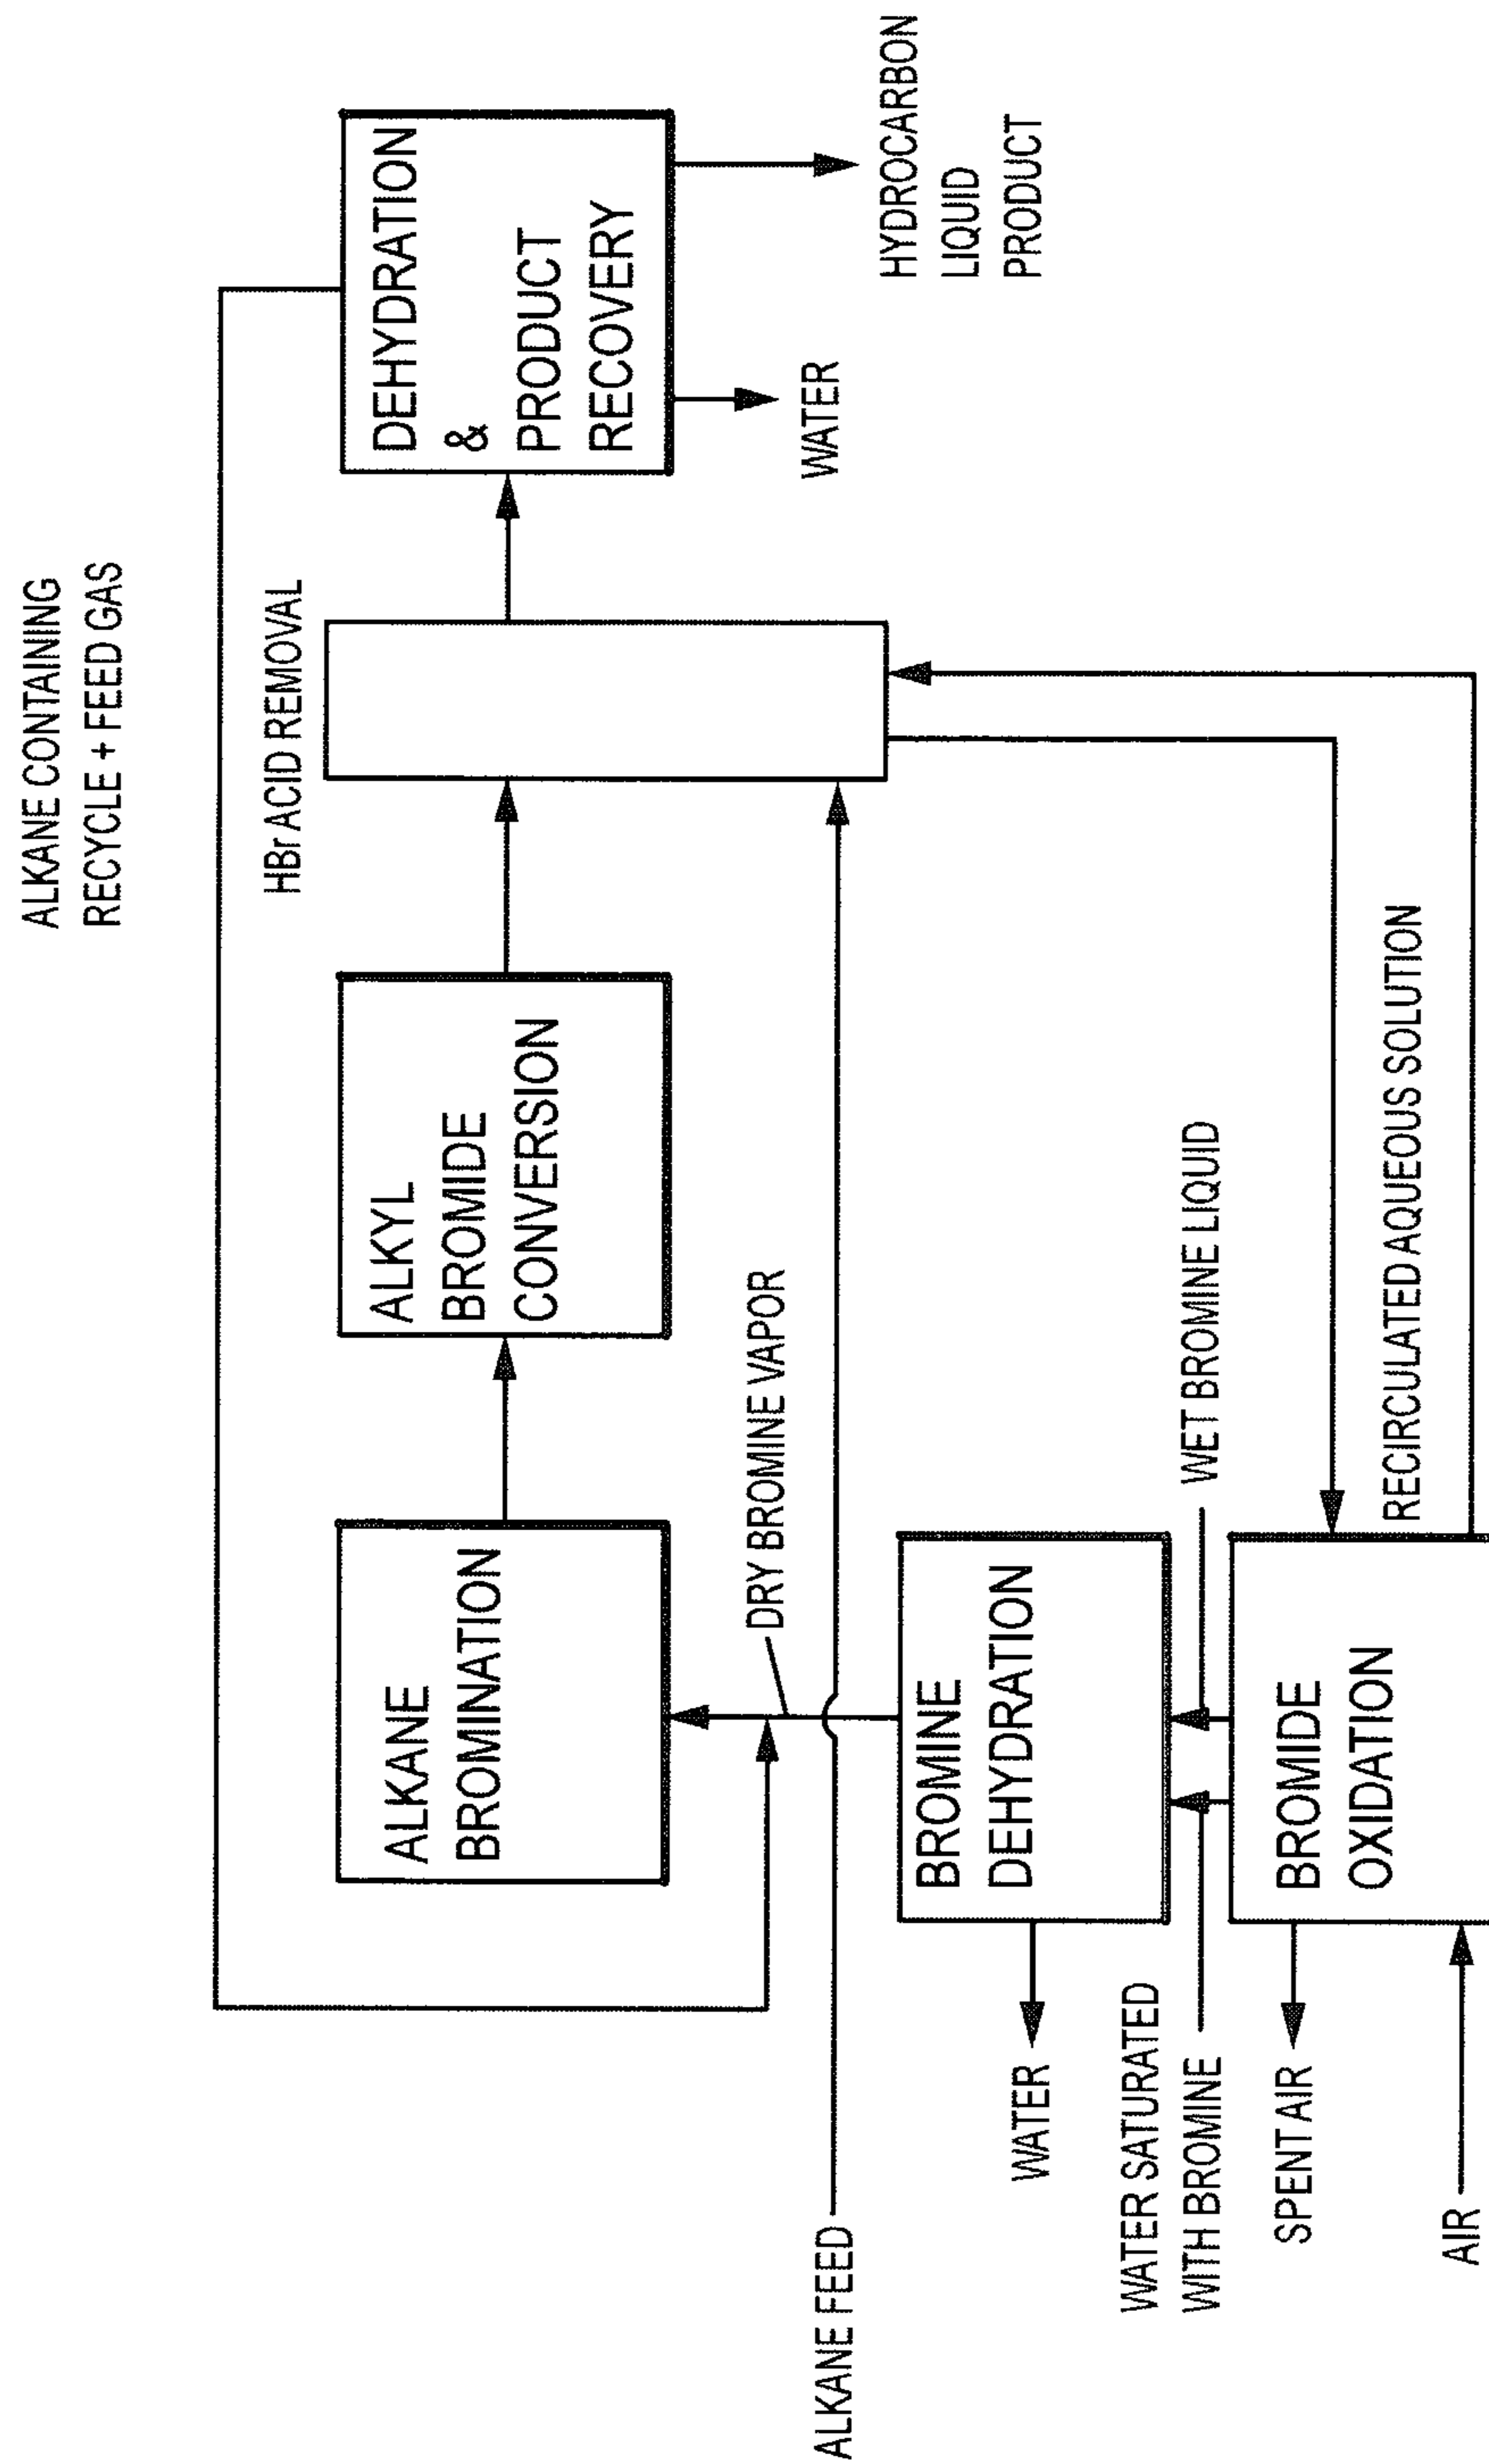 ALKANE CONTAINING
RECYCLE + FEED GAS
HBr ACID REMOVAL
ALKANE
BROMINATION
ALKYL
BROMIDE
CONVERSION
DEHYDRATION
&
PRODUCT
RECOVERY
DRY BROMINE VAPOR
ALKANE FEED
WATER
HYDROCARBON
LIQUID
PRODUCT
BROMINE
DEHYDRATION
WATER
WATER SATURATED
WITH BROMINE
WET BROMINE LIQUID
BROMIDE
OXIDATION
SPENT AIR
AIR
RECIRCULATED AQUEOUS SOLUTION